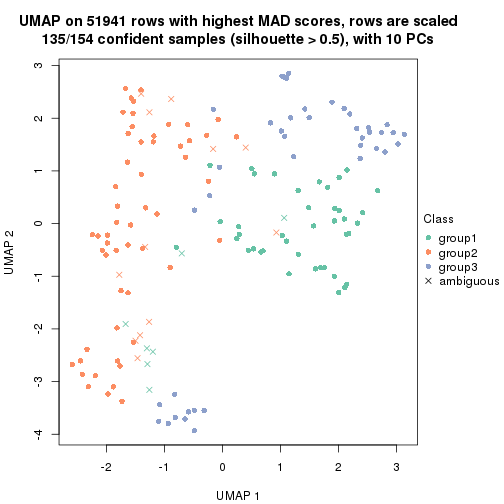 UMAP on 51941 rows with highest MAD scores, rows are scaled
135/154 confident samples (silhouette > 0.5), with 10 PCs
3
2
1
0
-1
-2
-3
-4
UMAP 2
-2
-1
0
1
2
3
UMAP 1
Class
group1
group2
group3
ambiguous